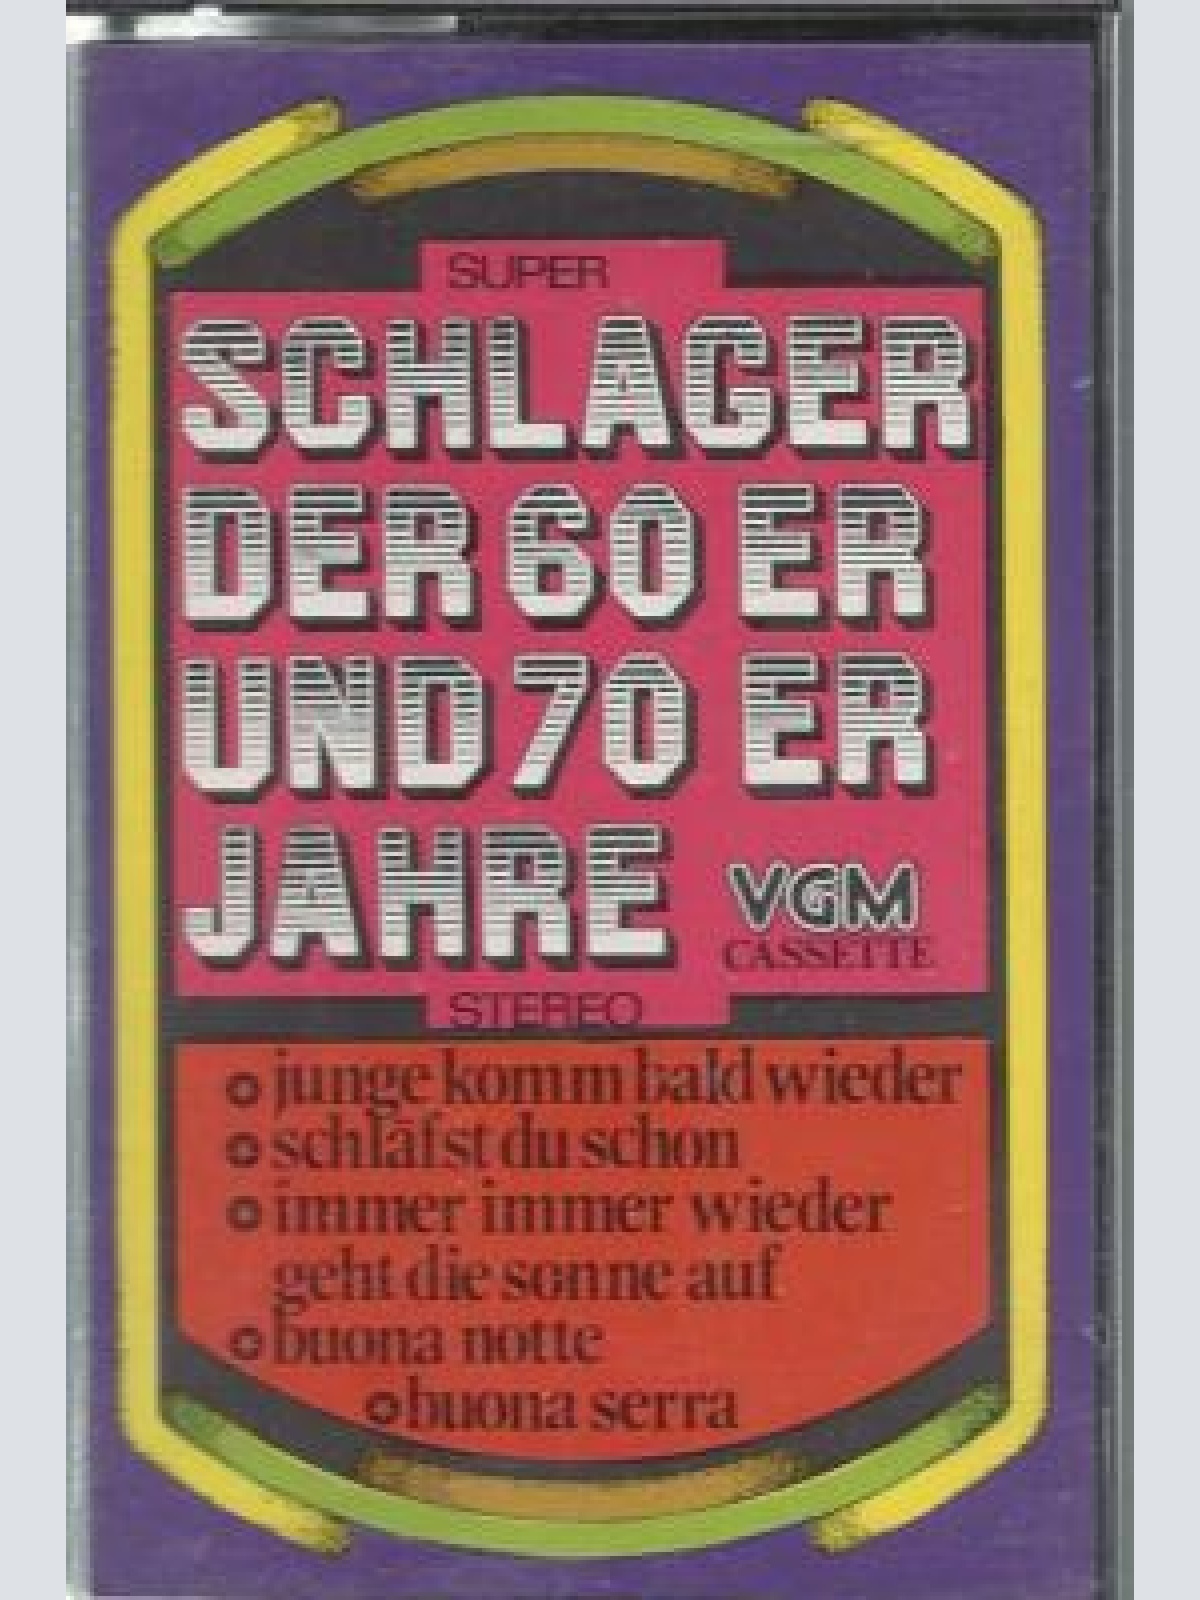 SUPER
SCHLAGER
DER 60 ER
UND 70 ER
JAHRE
VGM
CASSETTE
STEREO
junge komm bald wieder
schläfst du schon
immer immer wieder
geht die sonne auf
buona notte
buona serra